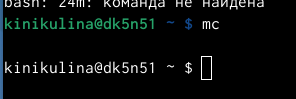 bash: 24m: команда не найдена
kinikulina@dk5n51 ~ $ mc
kinikulina@dk5n51 ~ $